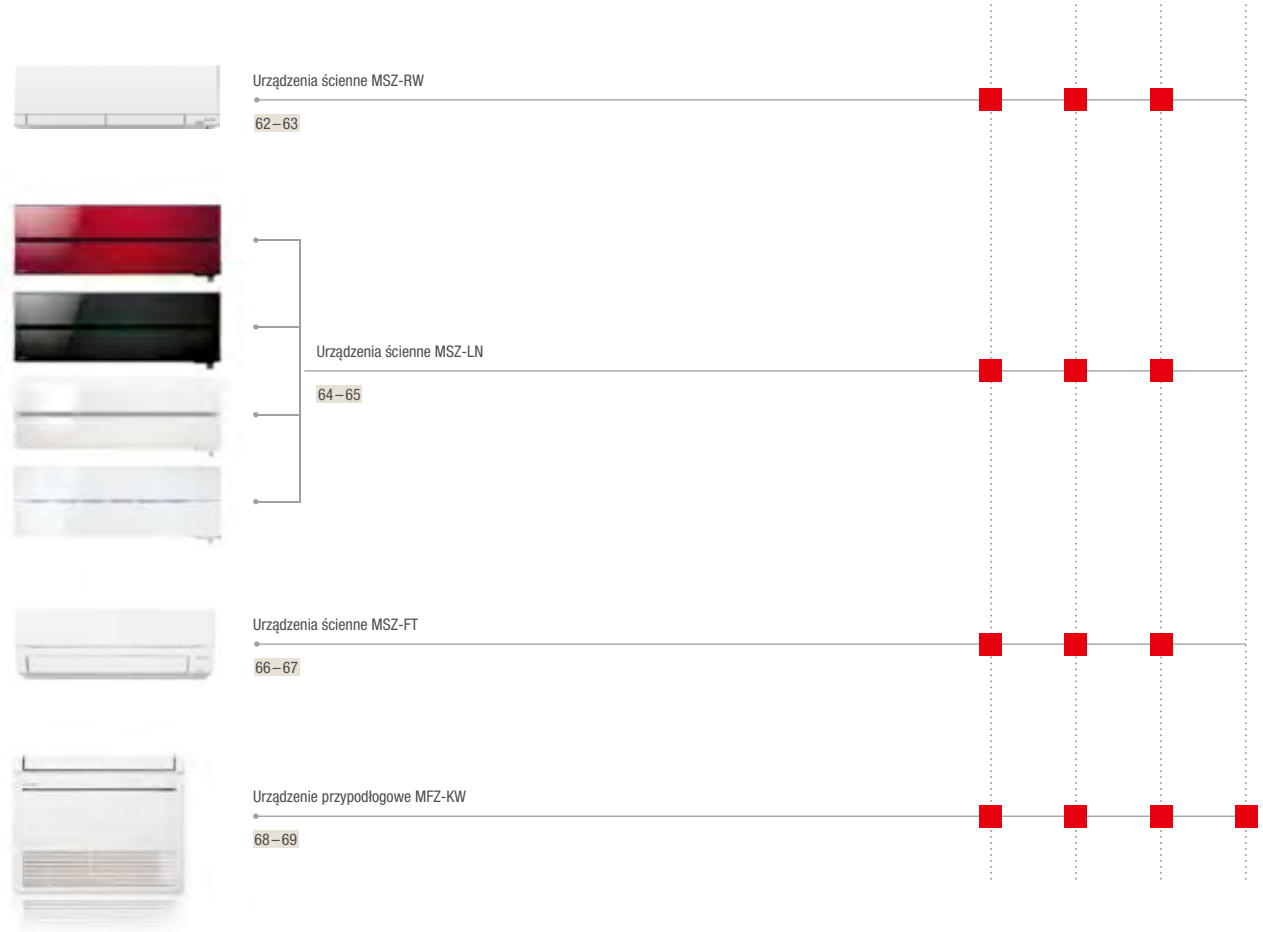 Urządzenia ścienne MSZ-RW
62–63
Urządzenia ścienne MSZ-LN
64–65
Urządzenia ścienne MSZ-FT
66–67
Urządzenie przypodłogowe MFZ-KW
68–69